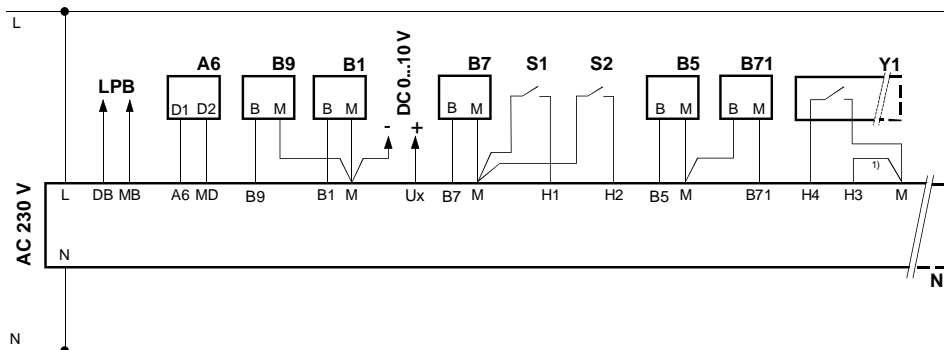 L
A6 B9 B1 DC 0...10 V B7 S1 S2 B5 B71 Y1
LPB
D1 D2 B M B M - + B M B M B M
1)
L DB MB A6 MD B9 B1 M Ux B7 M H1 H2 B5 M B71 H4 H3 M
AC 230 V
N
N
N